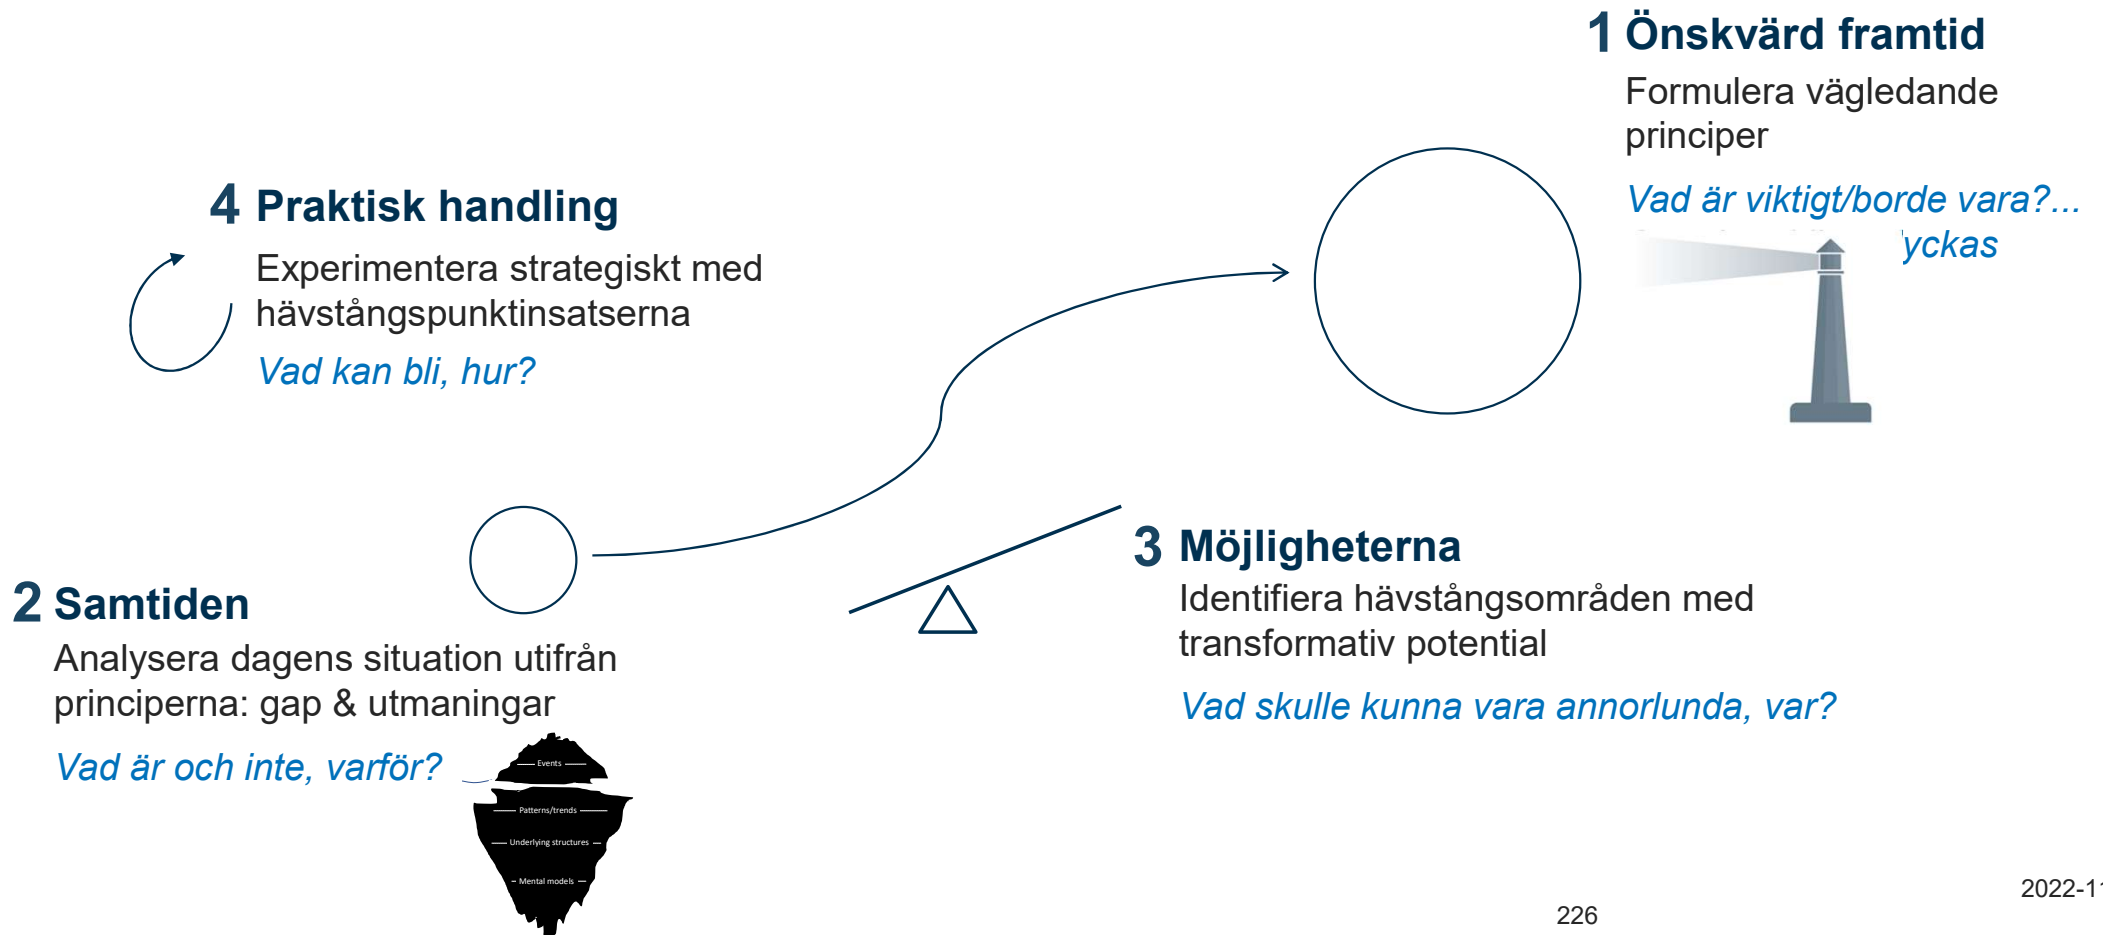 1 Önskvärd framtid
Formulera vägledande
principer
Vad är viktigt/borde vara?...
lyckas
4 Praktisk handling
Experimentera strategiskt med
hävstångspunktinsatserna
Vad kan bli, hur?
2 Samtiden
Analysera dagens situation utifrån
principerna: gap & utmaningar
Vad är och inte, varför?
Events
Patterns/trends
Underlying structures
Mental models
3 Möjligheterna
Identifiera hävstångsområden med
transformativ potential
Vad skulle kunna vara annorlunda, var?
226
2022-11